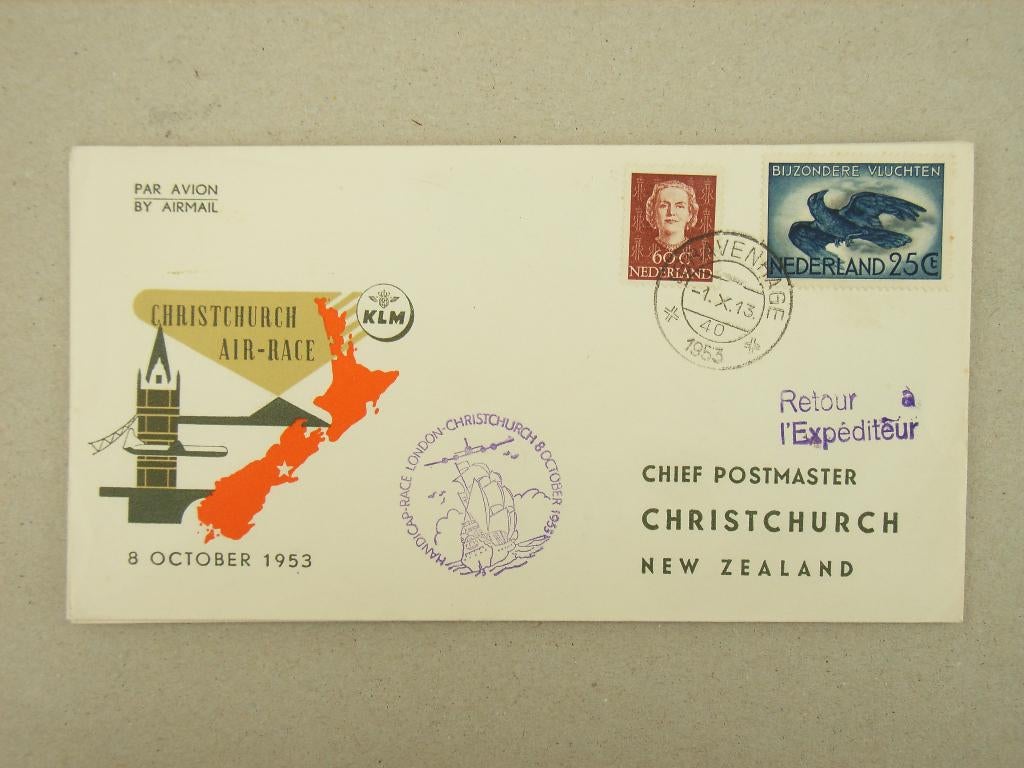 PAR AVION
BY AIRMAIL
BIJZONDERE VLUCHTEN
NEDERLAND 25 CT
60 C
NEDERLAND
-1.X.13.
40
1953
CHRISTCHURCH
AIR-RACE
KLM
8 OCTOBER 1953
HANDICAP-RACE LONDON-CHRISTCHURCH 8 OCTOBER 1953
Retour à
l'Expéditeur
CHIEF POSTMASTER
CHRISTCHURCH
NEW ZEALAND